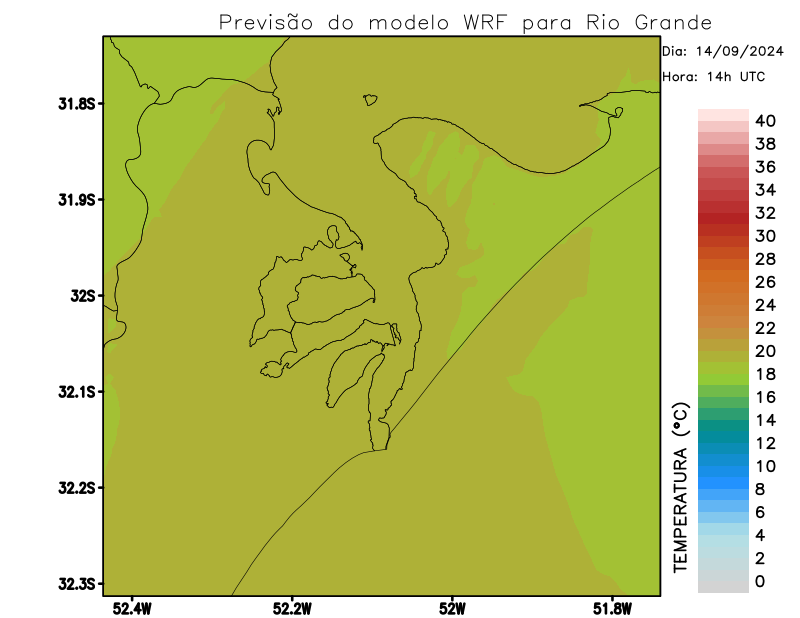 Previsão do modelo WRF para Rio Grande
Dia: 14/09/2024
Hora: 14h UTC
31.8S
31.9S
32S
32.1S
32.2S
32.3S
52.4W
52.2W
52W
51.8W
TEMPERATURA (°C)
40
38
36
34
32
30
28
26
24
22
20
18
16
14
12
10
8
6
4
2
0